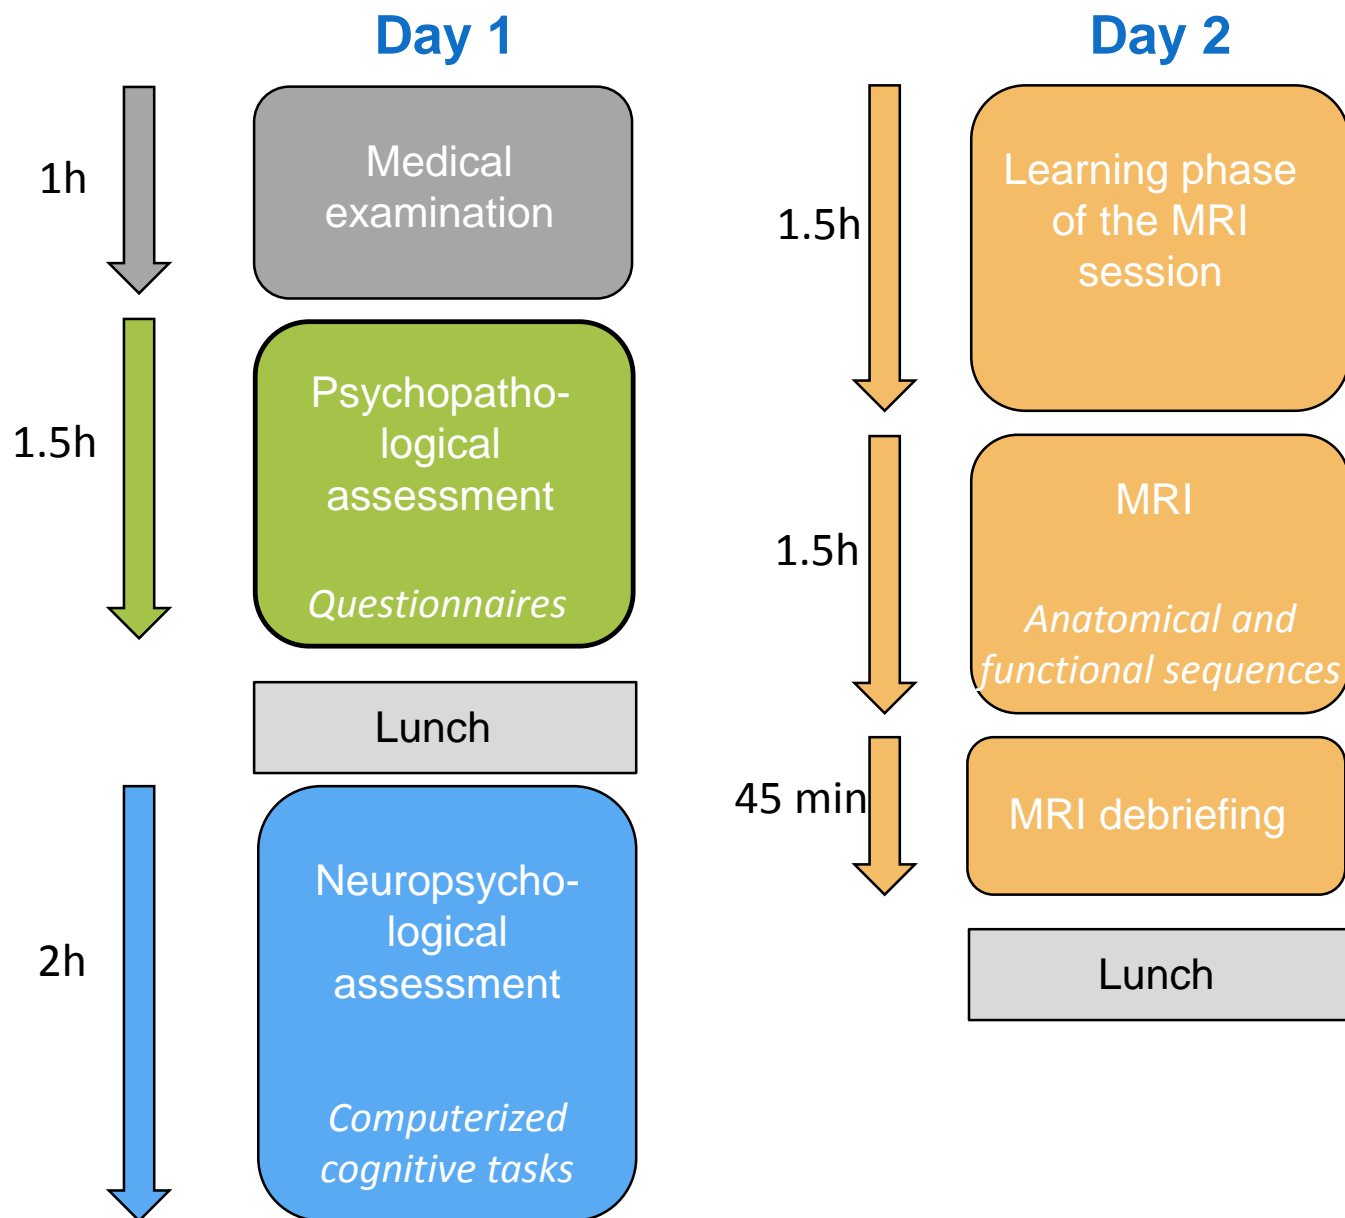 Day 1
1h
Medical
examination
1.5h
Psychopatho-
logical
assessment
Questionnaires
Lunch
2h
Neuropsycho-
logical
assessment
Computerized
cognitive tasks
Day 2
1.5h
Learning phase
of the MRI
session
1.5h
MRI
Anatomical and
functional sequences
45 min
MRI debriefing
Lunch